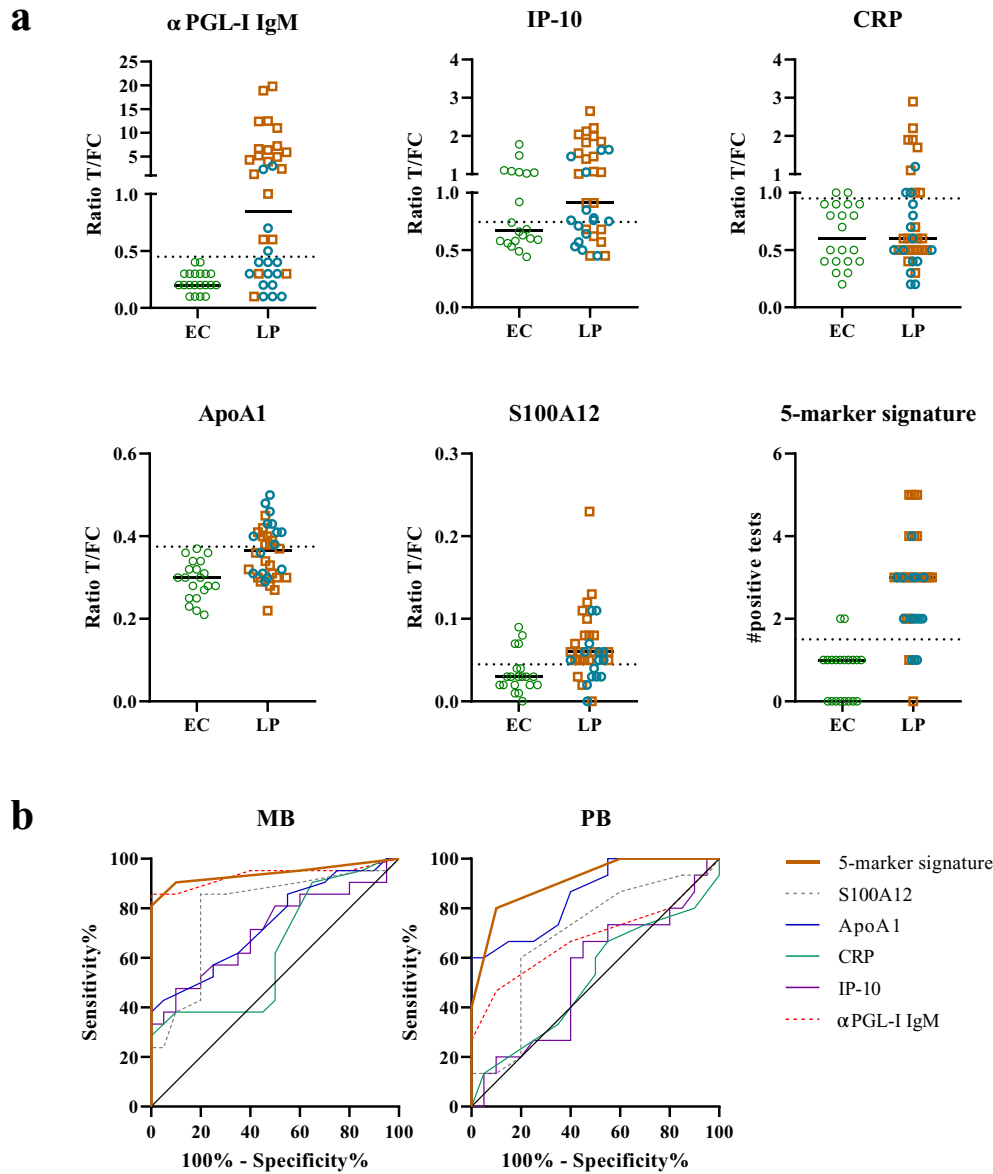 a
α PGL-I IgM
IP-10
CRP
Ratio T/FC
25
20
15
10
5
1.0
0.5
0.0
EC
LP
Ratio T/FC
4
3
2
1
1.0
0.5
0.0
EC
LP
Ratio T/FC
4
3
2
1
1.0
0.5
0.0
EC
LP
ApoA1
S100A12
5-marker signature
Ratio T/FC
0.6
0.4
0.2
0.0
EC
LP
Ratio T/FC
0.3
0.2
0.1
0.0
EC
LP
#positive tests
6
4
2
0
EC
LP
b
MB
PB
Sensitivity%
100
80
60
40
20
0
0 20 40 60 80 100
100% - Specificity%
Sensitivity%
100
80
60
40
20
0
0 20 40 60 80 100
100% - Specificity%
5-marker signature
S100A12
ApoA1
CRP
IP-10
αPGL-I IgM